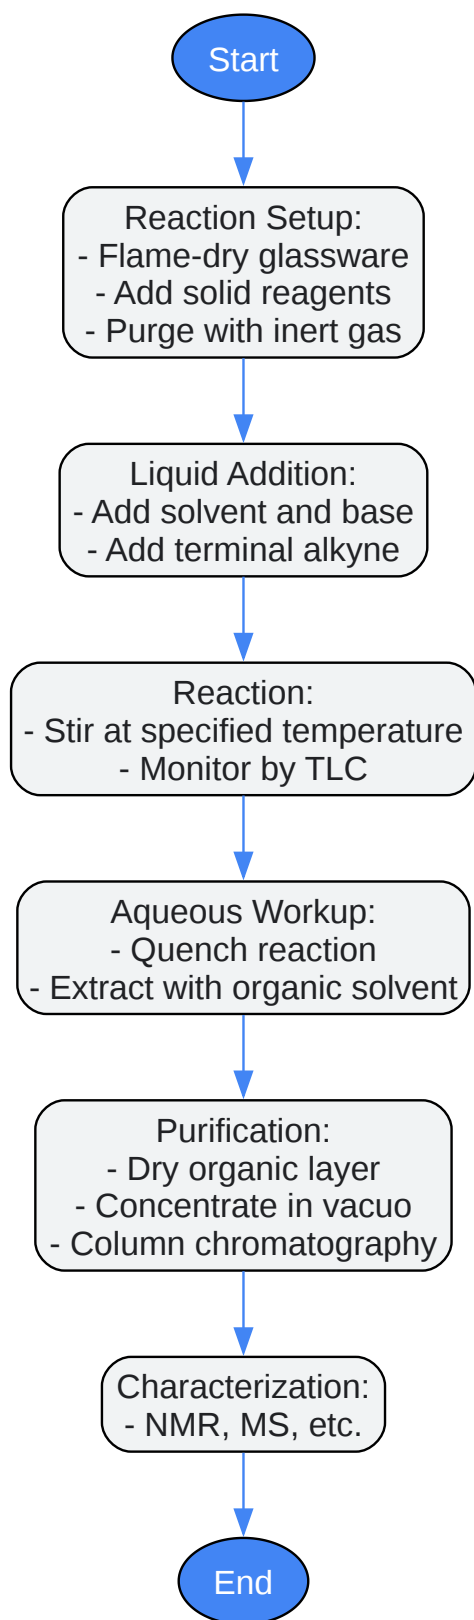 Start
Reaction Setup:
- Flame-dry glassware
- Add solid reagents
- Purge with inert gas
Liquid Addition:
- Add solvent and base
- Add terminal alkyne
Reaction:
- Stir at specified temperature
- Monitor by TLC
Aqueous Workup:
- Quench reaction
- Extract with organic solvent
Purification:
- Dry organic layer
- Concentrate in vacuo
- Column chromatography
Characterization:
- NMR, MS, etc.
End